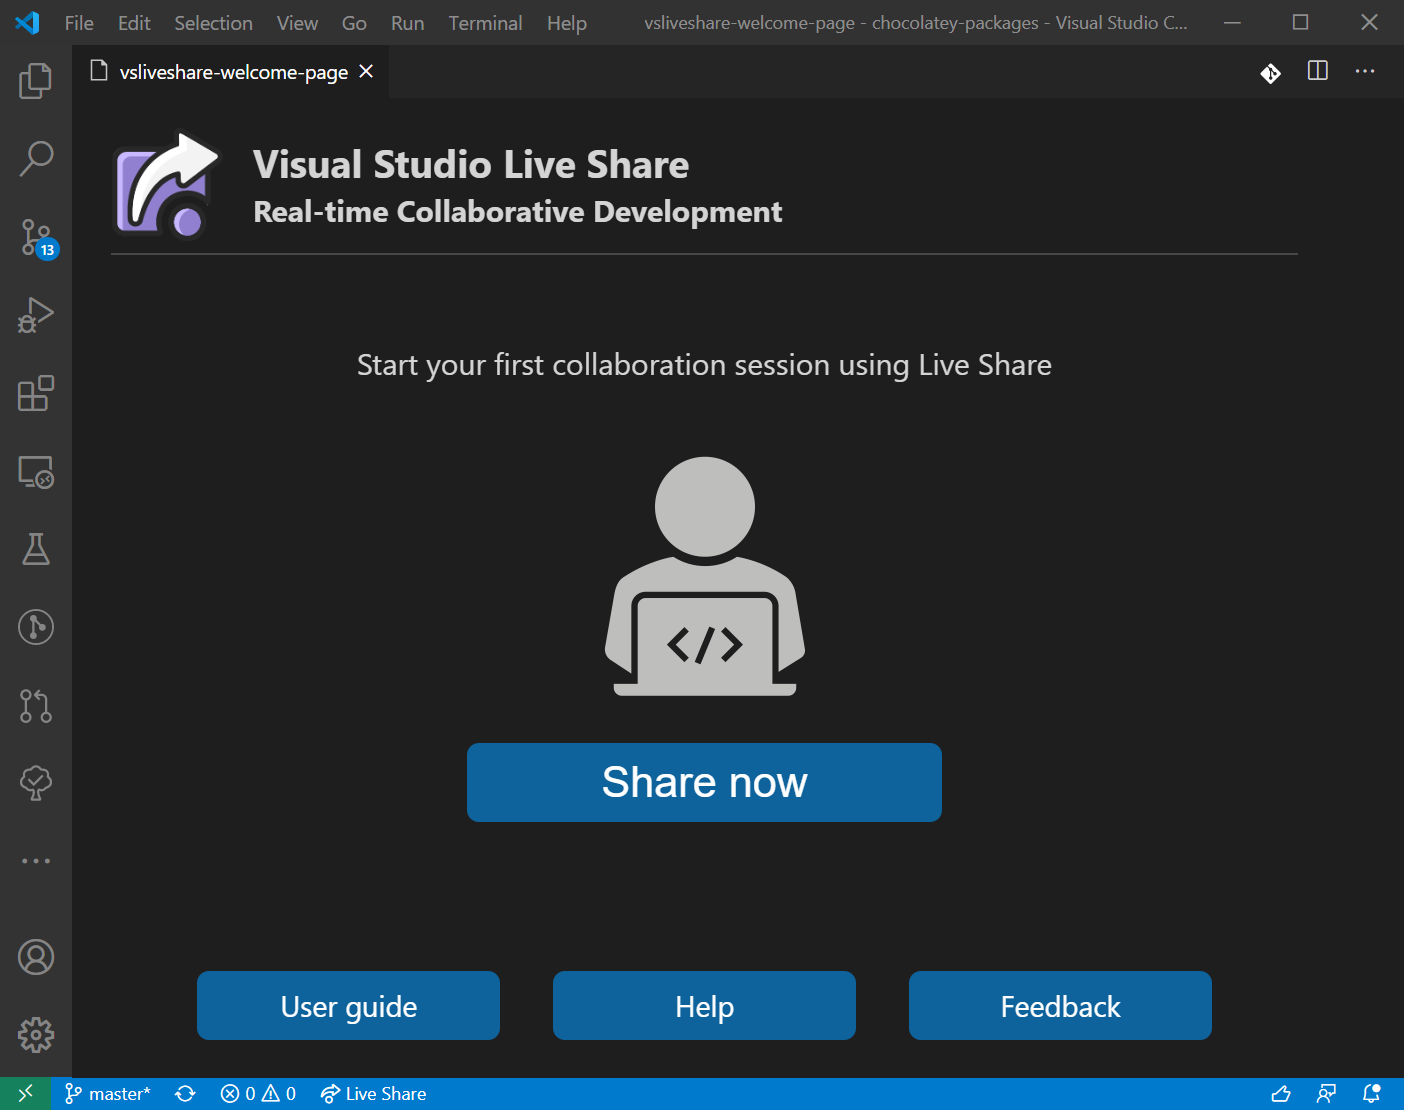 File Edit Selection View Go Run Terminal Help vsliveshare-welcome-page - chocolatey-packages - Visual Studio C...
vsliveshare-welcome-page
Visual Studio Live Share
Real-time Collaborative Development
13
Start your first collaboration session using Live Share
</>
Share now
User guide Help Feedback
master* 0 0 Live Share